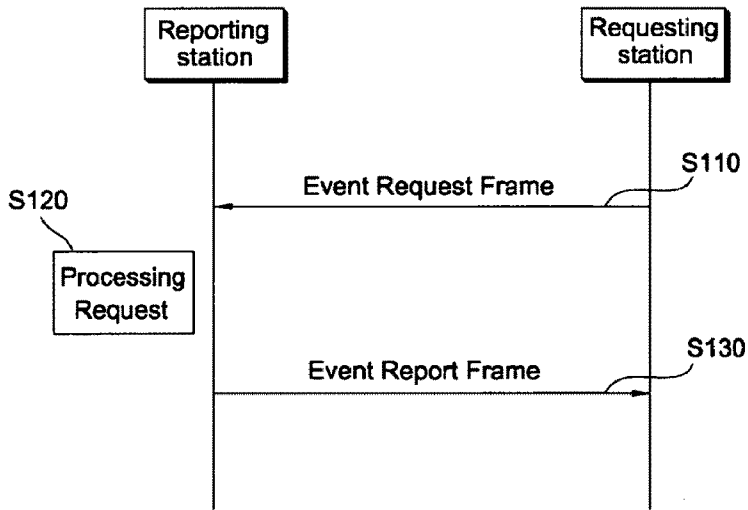 Reporting
station
Requesting
station
S110
Event Request Frame
S120
Processing
Request
S130
Event Report Frame